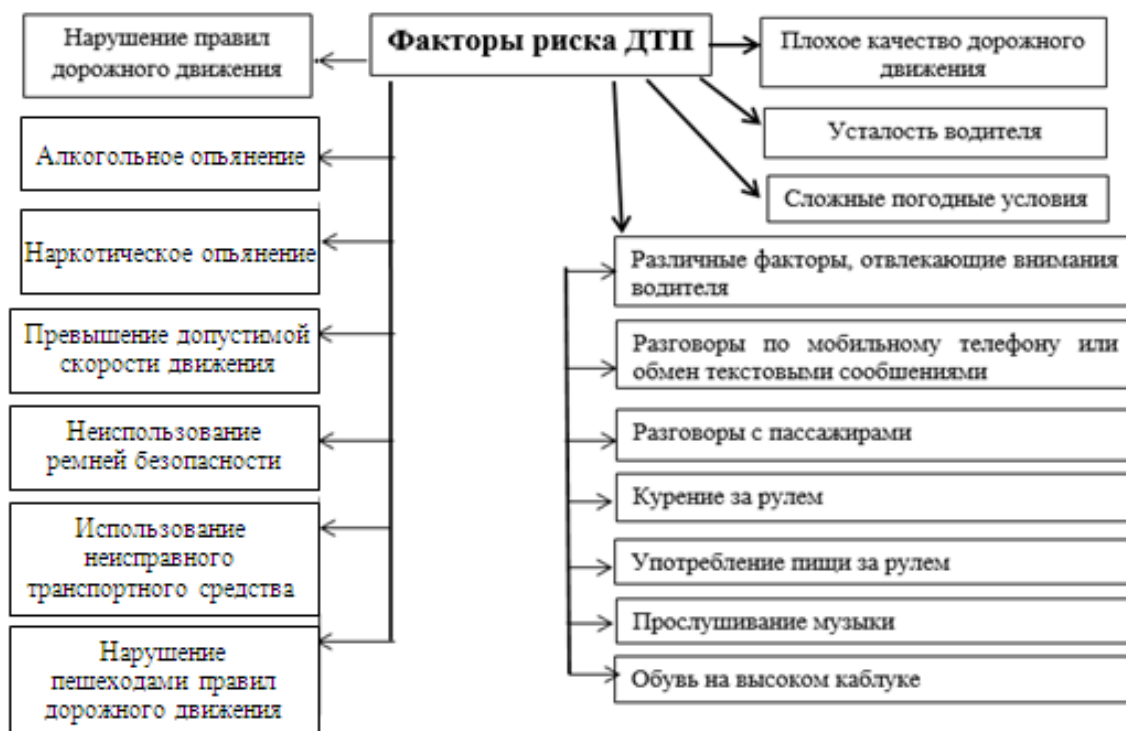 Факторы риска ДТП
Нарушение правил
дорожного движения
Алкогольное опьянение
Наркотическое опьянение
Превышение допустимой
скорости движения
Неиспользование
ремней безопасности
Использование
неисправного
транспортного средства
Нарушение
пешеходами правил
дорожного движения
Плохое качество дорожного
движения
Усталость водителя
Сложные погодные условия
Различные факторы, отвлекающие внимания
водителя
Разговоры по мобильному телефону или
обмен текстовыми сообшениями
Разговоры с пассажирами
Курение за рулем
Употребление пищи за рулем
Прослушивание музыки
Обувь на высоком каблуке